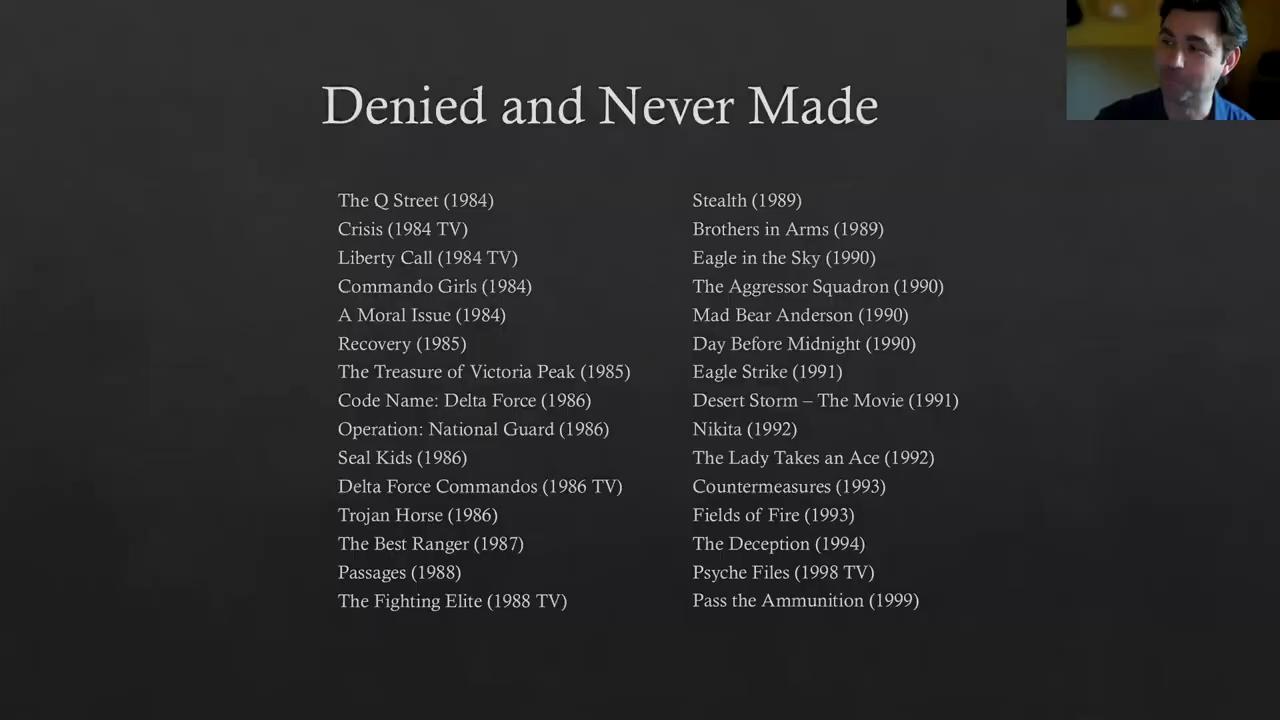 Denied and Never Made
The Q Street (1984)
Crisis (1984 TV)
Liberty Call (1984 TV)
Commando Girls (1984)
A Moral Issue (1984)
Recovery (1985)
The Treasure of Victoria Peak (1985)
Code Name: Delta Force (1986)
Operation: National Guard (1986)
Seal Kids (1986)
Delta Force Commandos (1986 TV)
Trojan Horse (1986)
The Best Ranger (1987)
Passages (1988)
The Fighting Elite (1988 TV)
Stealth (1989)
Brothers in Arms (1989)
Eagle in the Sky (1990)
The Aggressor Squadron (1990)
Mad Bear Anderson (1990)
Day Before Midnight (1990)
Eagle Strike (1991)
Desert Storm – The Movie (1991)
Nikita (1992)
The Lady Takes an Ace (1992)
Countermeasures (1993)
Fields of Fire (1993)
The Deception (1994)
Psyche Files (1998 TV)
Pass the Ammunition (1999)